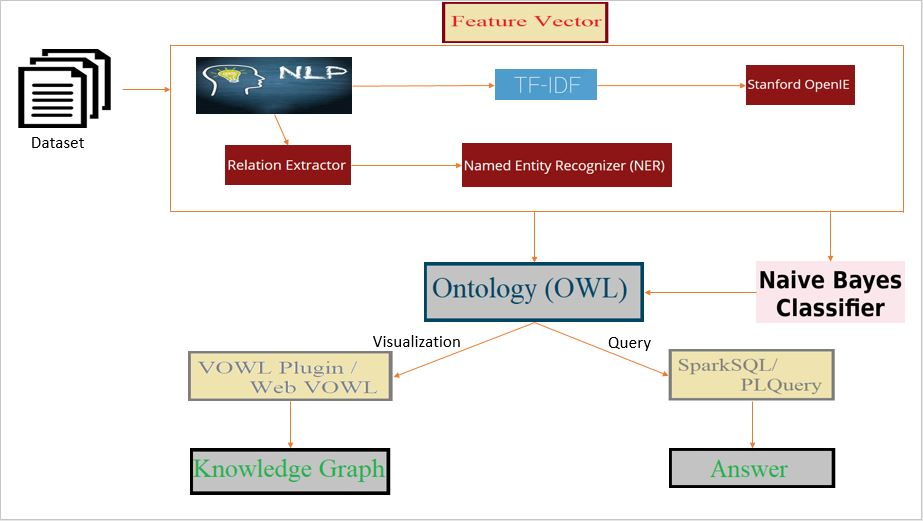 Feature Vector
NLP
TF-IDF
Stanford OpenIE
Dataset
Relation Extractor
Named Entity Recognizer (NER)
Ontology (OWL)
Naive Bayes
Classifier
Visualization
Query
VOWL Plugin /
Web VOWL
SparkSQL/
PLQuery
Knowledge Graph
Answer